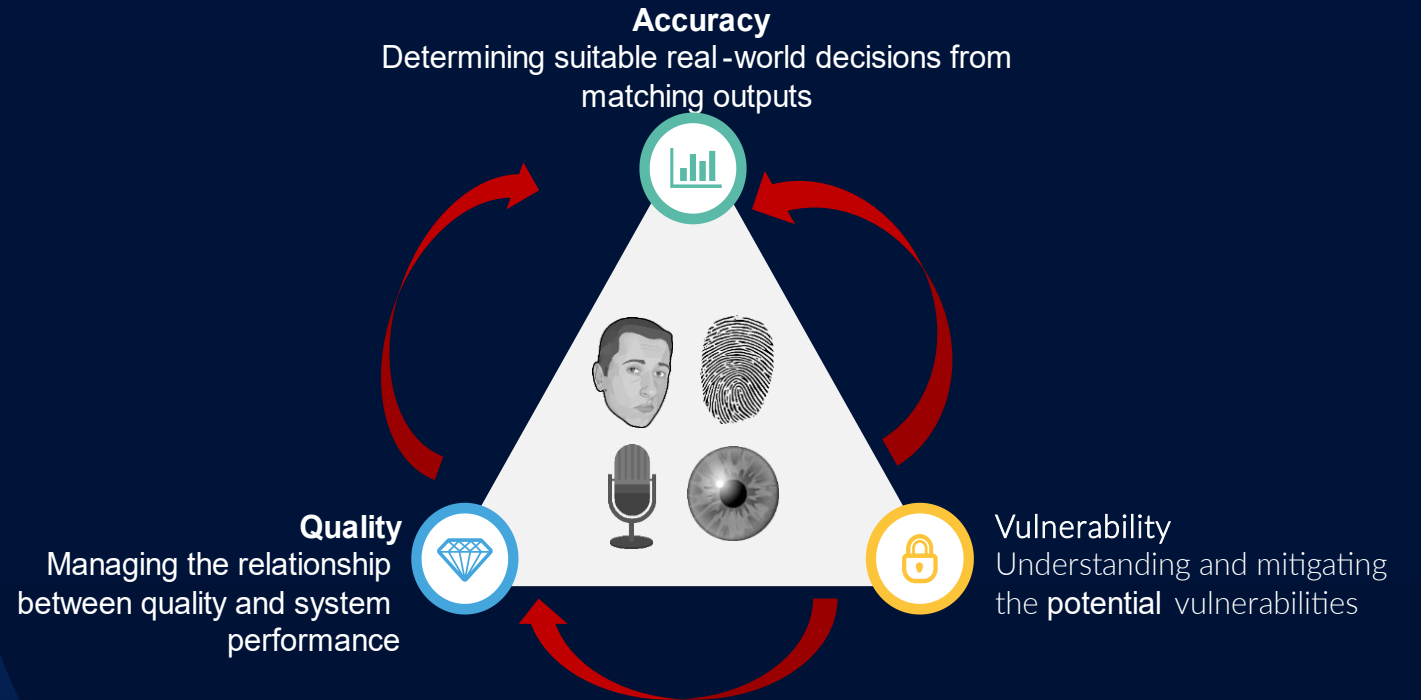 Accuracy
Determining suitable real-world decisions from
matching outputs
Quality
Managing the relationship
between quality and system
performance
Vulnerability
Understanding and mitigating
the potential vulnerabilities